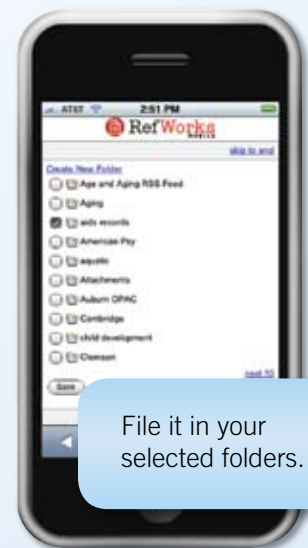 AT&T 2:51 PM
RefWorks
MOBILE
skip to end
Create New Folder
Age and Aging RSS Feed
Aging
aids records
American Psy
aquatic
Attachments
Auburn OPAC
Cambridge
child development
Clemson
next 10
Save
File it in your
selected folders.